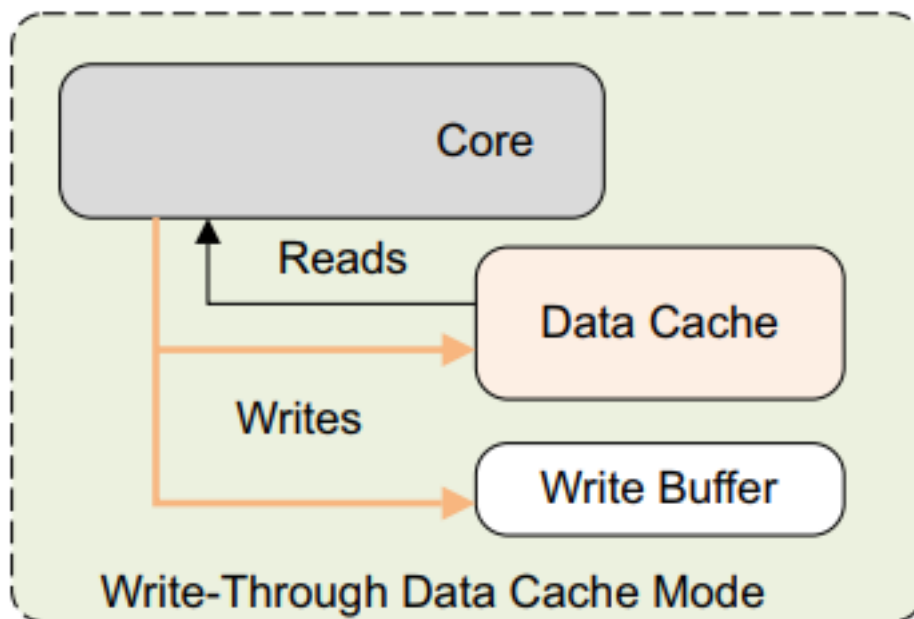 Core
Reads
Data Cache
Writes
Write Buffer
Write-Through Data Cache Mode